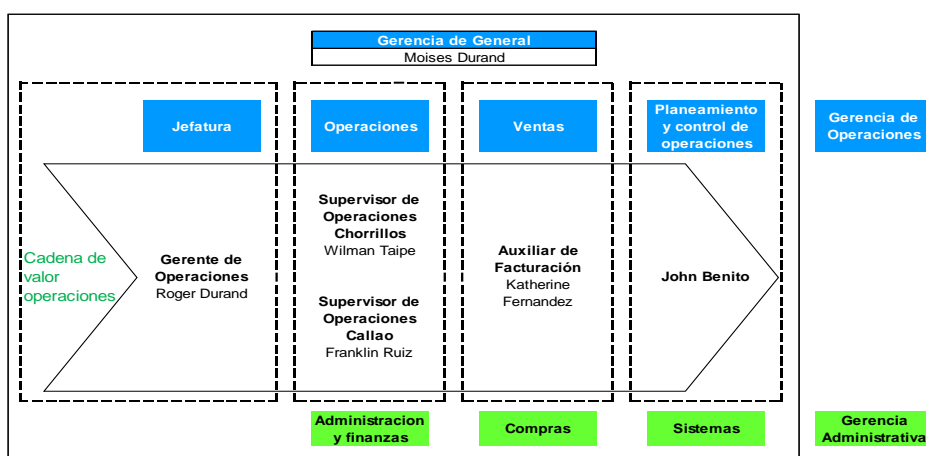 Gerencia de General
Moises Durand
Jefatura
Operaciones
Ventas
Planeamiento
y control de
operaciones
Gerencia de
Operaciones
Cadena de
valor
operaciones
Gerente de
Operaciones
Roger Durand
Supervisor de
Operaciones
Chorrillos
Wilman Taipe
Supervisor de
Operaciones
Callao
Franklin Ruiz
Auxiliar de
Facturación
Katherine
Fernandez
John Benito
Administracion
y finanzas
Compras
Sistemas
Gerencia
Administrativa